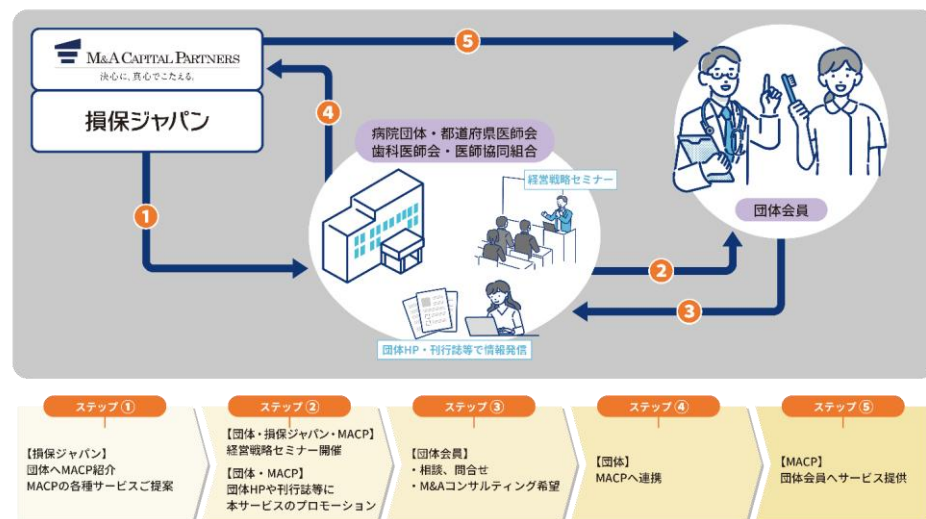 M&A CAPITAL PARTNERS
決心に、真心でこたえる。
損保ジャパン
⑤
④
①
病院団体・都道府県医師会
歯科医師会・医師協同組合
経営戦略セミナー
団体会員
②
③
団体HP・刊行誌等で情報発信
ステップ①
【損保ジャパン】
団体へMACP紹介
MACPの各種サービスご提案
ステップ②
【団体・損保ジャパン・MACP】
経営戦略セミナー開催
【団体・MACP】
団体HPや刊行誌等に
本サービスのプロモーション
ステップ③
【団体会員】
・相談、問合せ
・M&Aコンサルティング希望
ステップ④
【団体】
MACPへ連携
ステップ⑤
【MACP】
団体会員へサービス提供